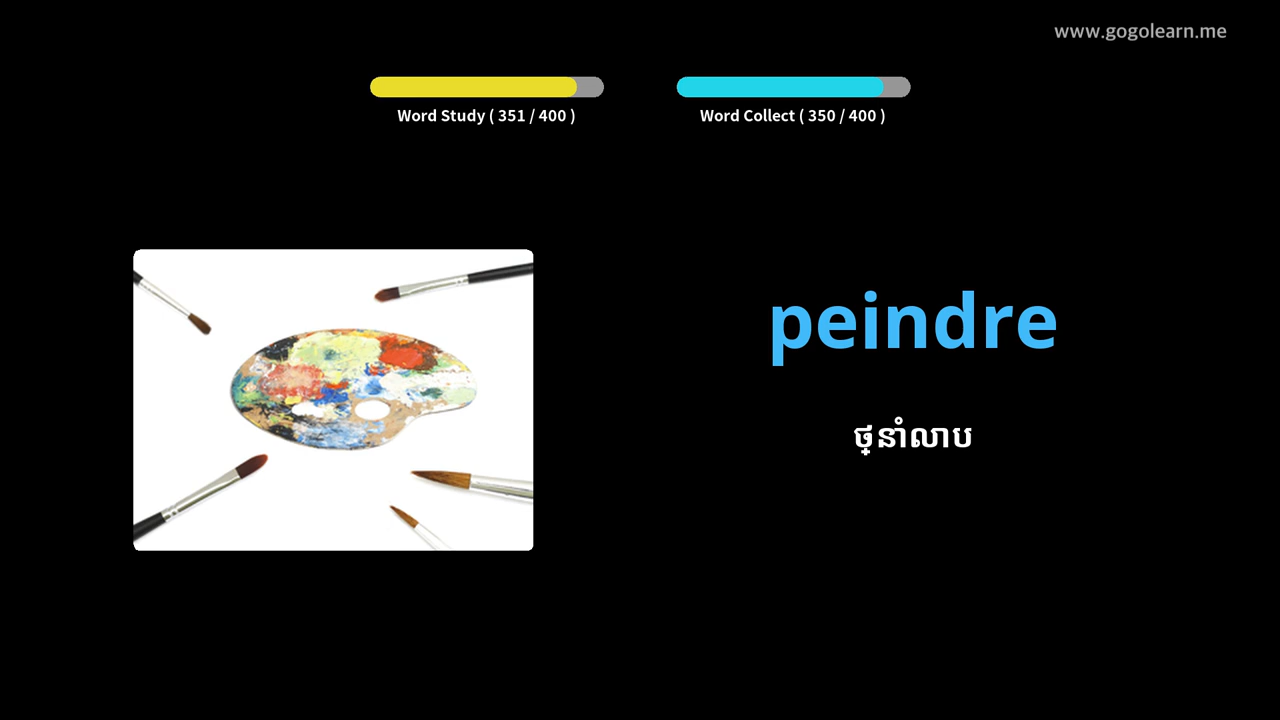 www.gogolearn.me
Word Study ( 351 / 400 )
Word Collect ( 350 / 400 )
peindre
ថ្នាំលាប